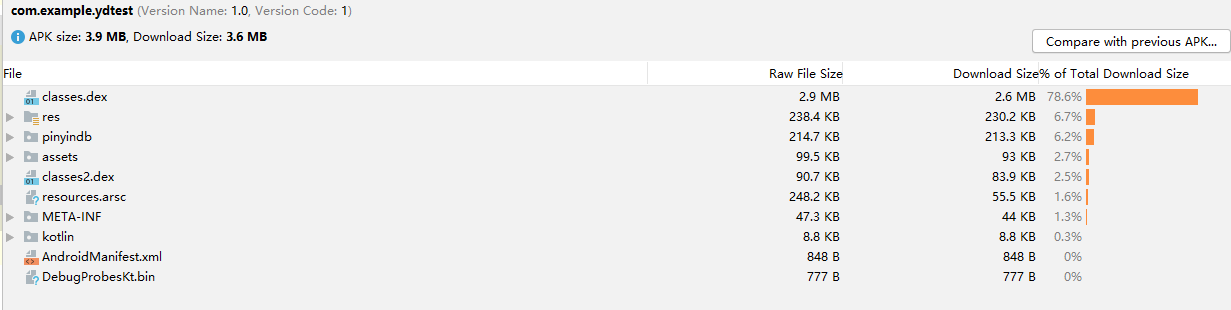 com.example.ydtest (Version Name: 1.0, Version Code: 1)
APK size: 3.9 MB, Download Size: 3.6 MB
Compare with previous APK...
File Raw File Size Download Size % of Total Download Size
classes.dex 2.9 MB 2.6 MB 78.6%
res 238.4 KB 230.2 KB 6.7%
pinyindb 214.7 KB 213.3 KB 6.2%
assets 99.5 KB 93 KB 2.7%
classes2.dex 90.7 KB 83.9 KB 2.5%
resources.arsc 248.2 KB 55.5 KB 1.6%
META-INF 47.3 KB 44 KB 1.3%
kotlin 8.8 KB 8.8 KB 0.3%
AndroidManifest.xml 848 B 848 B 0%
DebugProbesKt.bin 777 B 777 B 0%